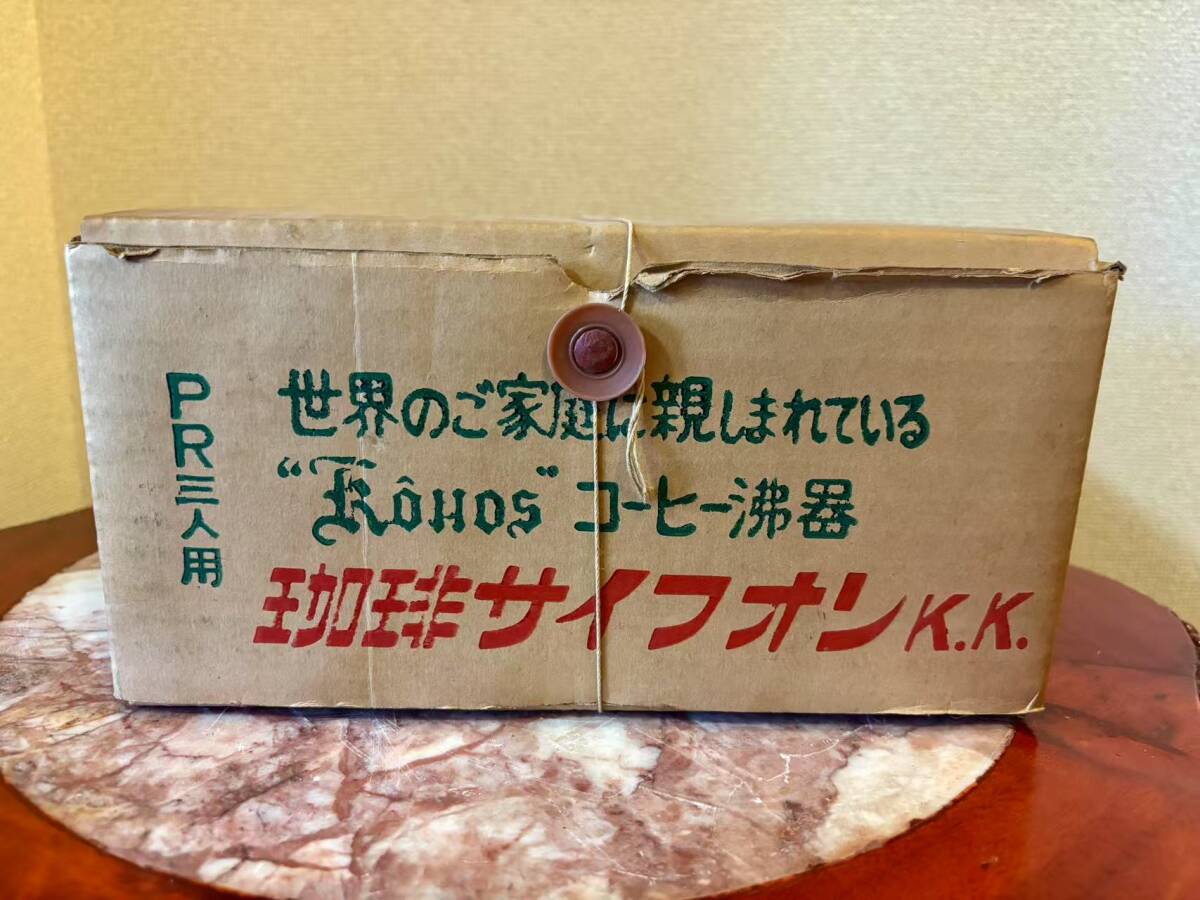 PR三人用
世界のご家庭に親しまれている
“Kônos”コーヒー沸器
珈琲サイフオンK.K.